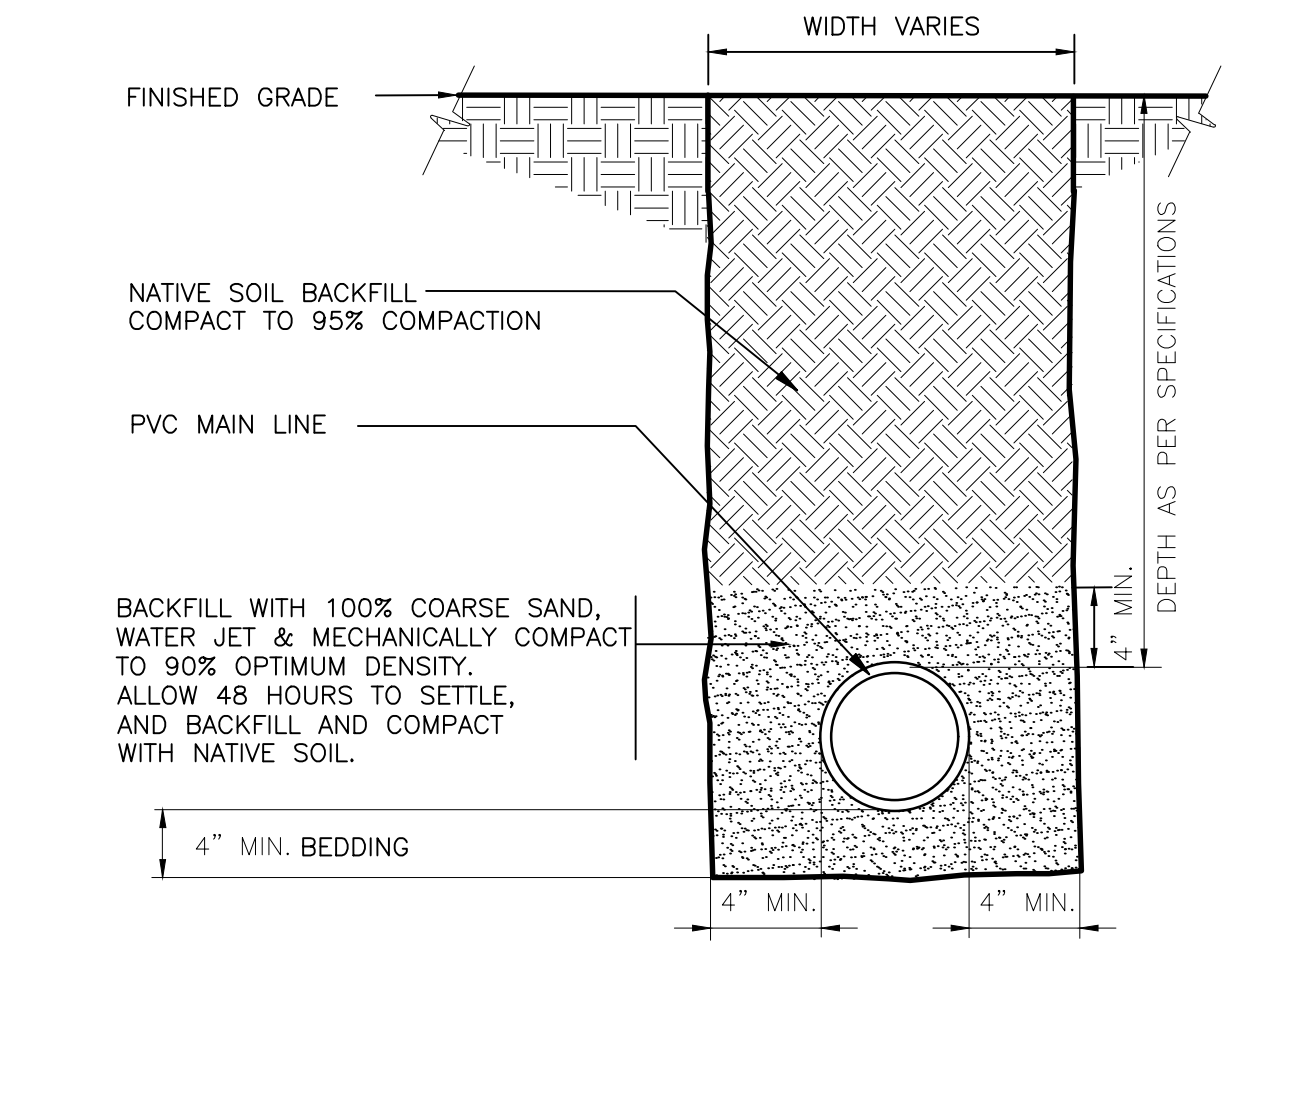 WIDTH VARIES
FINISHED GRADE
NATIVE SOIL BACKFILL
COMPACT TO 95% COMPACTION
DEPTH AS PER SPECIFICATIONS
PVC MAIN LINE
4" MIN.
BACKFILL WITH 100% COARSE SAND,
WATER JET & MECHANICALLY COMPACT
TO 90% OPTIMUM DENSITY.
ALLOW 48 HOURS TO SETTLE,
AND BACKFILL AND COMPACT
WITH NATIVE SOIL.
4" MIN. BEDDING
4" MIN.
4" MIN.